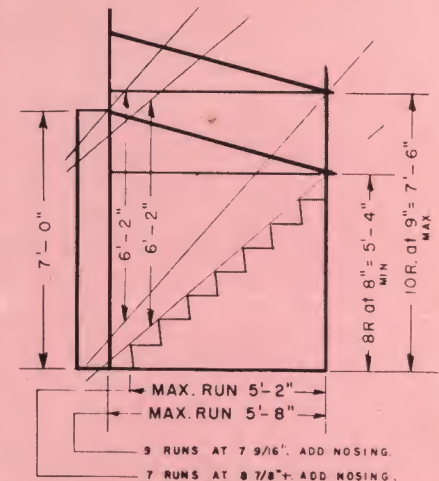 7'-0"
6'-2"
6'-2"
8R at 8" = 5'-4"
MIN
10R. at 9" = 7'-6"
MAX.
MAX. RUN 5'-2"
MAX. RUN 5'-8"
9 RUNS AT 7 9/16". ADD NOSING.
7 RUNS AT 8 7/8"+. ADD NOSING.